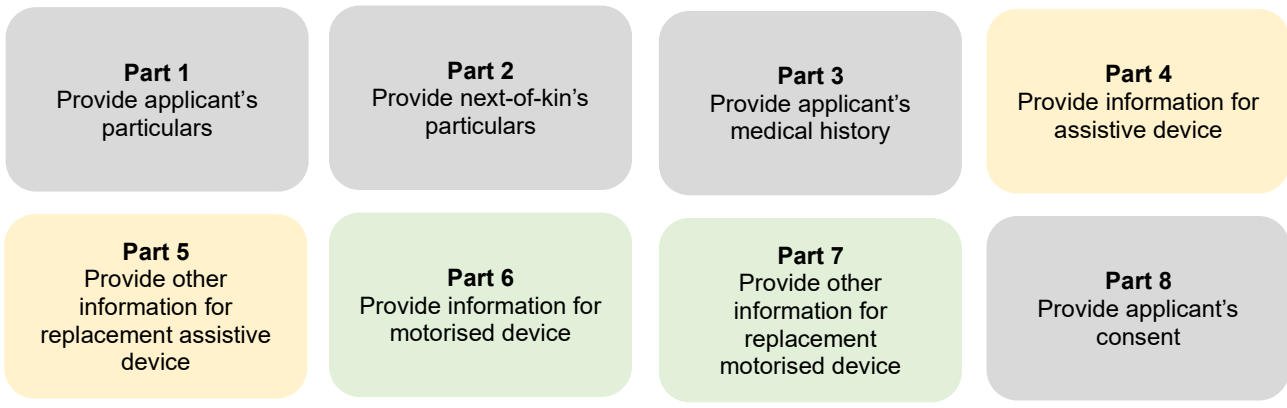 Part 1
Provide applicant’s
particulars
Part 2
Provide next-of-kin’s
particulars
Part 3
Provide applicant’s
medical history
Part 4
Provide information for
assistive device
Part 5
Provide other
information for
replacement assistive
device
Part 6
Provide information for
motorised device
Part 7
Provide other
information for
replacement
motorised device
Part 8
Provide applicant’s
consent